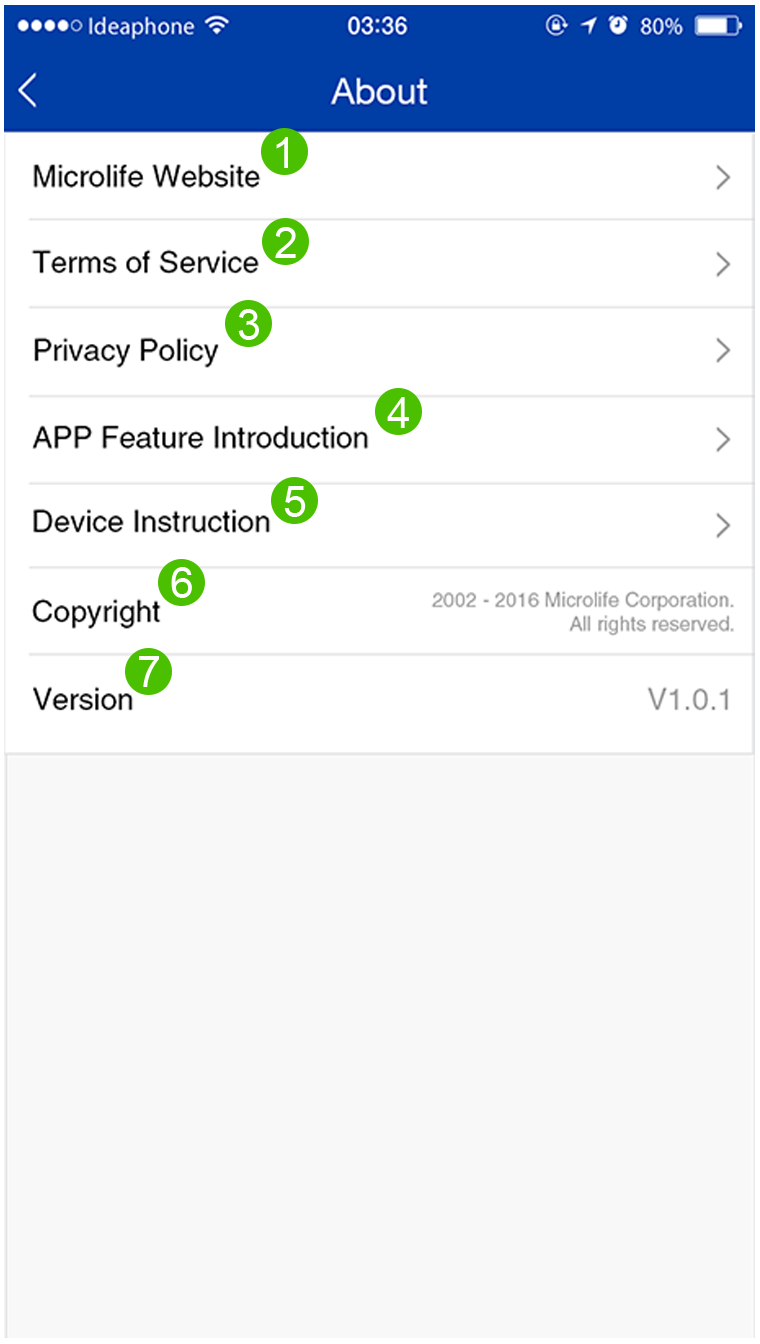 Ideaphone 03:36 80%
About
Microlife Website 1
Terms of Service 2
Privacy Policy 3
APP Feature Introduction 4
Device Instruction 5
Copyright 6 2002 - 2016 Microlife Corporation.
All rights reserved.
Version 7 V1.0.1